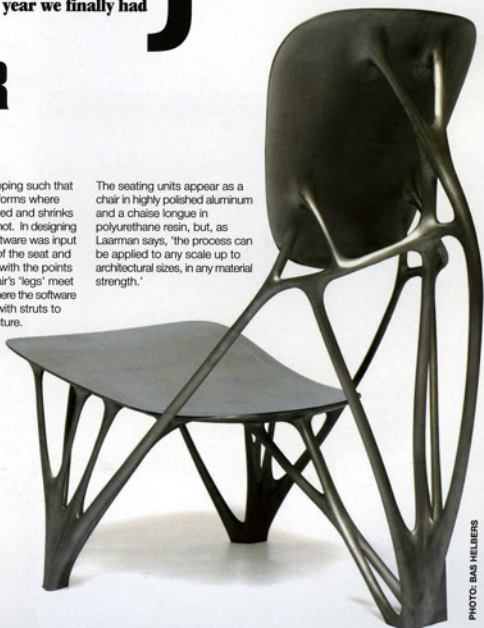 year we finally had
J
R
ping such that
forms where
ed and shrinks
not. In designing
tware was input
of the seat and
with the points
air's 'legs' meet
ere the software
with struts to
ture.
The seating units appear as a
chair in highly polished aluminum
and a chaise longue in
polyurethane resin, but, as
Laarman says, 'the process can
be applied to any scale up to
architectural sizes, in any material
strength.'
PHOTO: BAS HELBERS